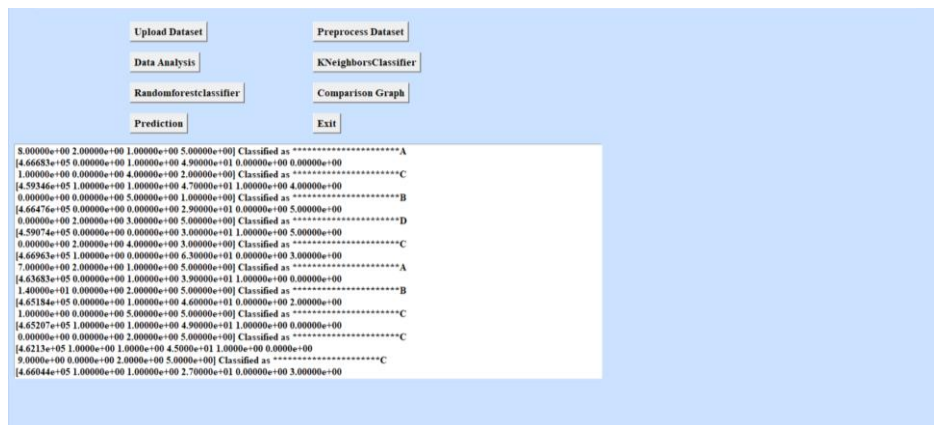 Upload Dataset
Preprocess Dataset
Data Analysis
KNeighborsClassifier
Randomforestclassifier
Comparison Graph
Prediction
Exit
8.00000e+00 2.00000e+00 1.00000e+00 5.00000e+00] Classified as ***********************A
[4.66683e+05 0.00000e+00 1.00000e+00 4.90000e+01 0.00000e+00 0.00000e+00
1.00000e+00 0.00000e+00 4.00000e+00 2.00000e+00] Classified as ***********************C
[4.59346e+05 1.00000e+00 1.00000e+00 4.70000e+01 1.00000e+00 4.00000e+00
0.00000e+00 0.00000e+00 5.00000e+00 1.00000e+00] Classified as ***********************B
[4.66476e+05 0.00000e+00 0.00000e+00 2.90000e+01 0.00000e+00 5.00000e+00
0.00000e+00 2.00000e+00 3.00000e+00 5.00000e+00] Classified as ***********************D
[4.59074e+05 0.00000e+00 0.00000e+00 3.00000e+01 1.00000e+00 5.00000e+00
0.00000e+00 2.00000e+00 4.00000e+00 3.00000e+00] Classified as ***********************C
[4.66963e+05 1.00000e+00 0.00000e+00 6.30000e+01 0.00000e+00 3.00000e+00
7.00000e+00 2.00000e+00 1.00000e+00 5.00000e+00] Classified as ***********************A
[4.63683e+05 0.00000e+00 1.00000e+00 3.90000e+01 1.00000e+00 0.00000e+00
1.40000e+01 0.00000e+00 2.00000e+00 5.00000e+00] Classified as ***********************B
[4.65184e+05 0.00000e+00 1.00000e+00 4.60000e+01 0.00000e+00 2.00000e+00
1.00000e+00 0.00000e+00 5.00000e+00 5.00000e+00] Classified as ***********************C
[4.65207e+05 1.00000e+00 1.00000e+00 4.90000e+01 1.00000e+00 0.00000e+00
0.00000e+00 0.00000e+00 2.00000e+00 5.00000e+00] Classified as ***********************C
[4.6213e+05 1.0000e+00 1.0000e+00 4.5000e+01 1.0000e+00 0.0000e+00
9.0000e+00 0.0000e+00 2.0000e+00 5.0000e+00] Classified as ***********************C
[4.66044e+05 1.00000e+00 1.00000e+00 2.70000e+01 0.00000e+00 3.00000e+00